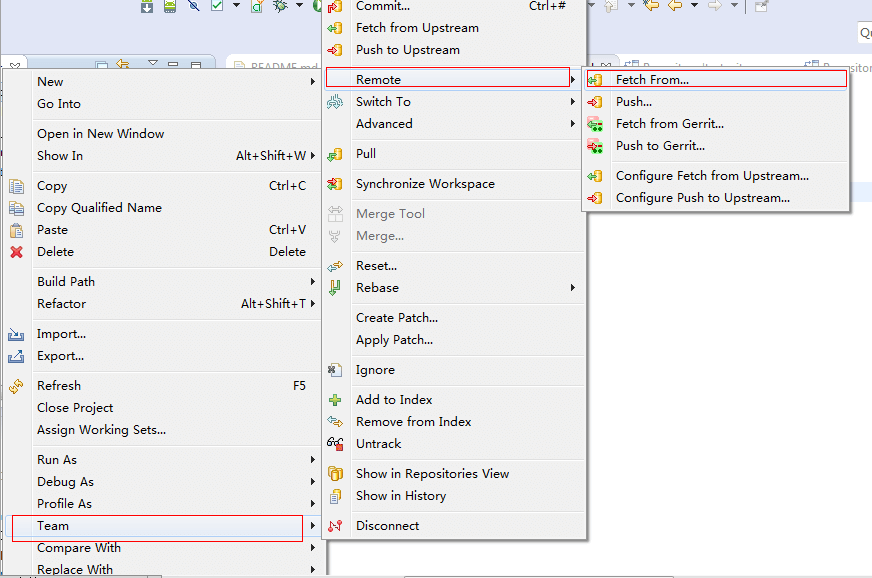 New
Go Into
Open in New Window
Show In Alt+Shift+W
Copy Ctrl+C
Copy Qualified Name
Paste Ctrl+V
Delete Delete
Build Path
Refactor Alt+Shift+T
Import...
Export...
Refresh F5
Close Project
Assign Working Sets...
Run As
Debug As
Profile As
Team
Compare With
Replace With
Commit... Ctrl+#
Fetch from Upstream
Push to Upstream
Remote
Switch To
Advanced
Pull
Synchronize Workspace
Merge Tool
Merge...
Reset...
Rebase
Create Patch...
Apply Patch...
Ignore
Add to Index
Remove from Index
Untrack
Show in Repositories View
Show in History
Disconnect
Fetch From...
Push...
Fetch from Gerrit...
Push to Gerrit...
Configure Fetch from Upstream...
Configure Push to Upstream...
README.md
Qu